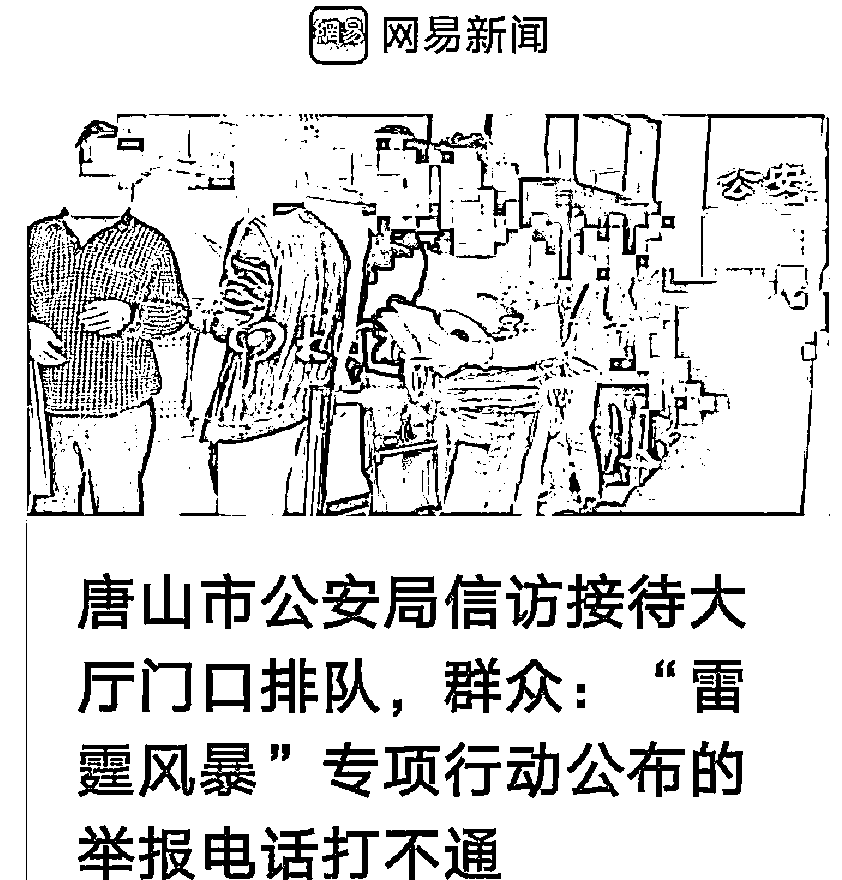 網易 网易新闻
公安
唐山市公安局信访接待大
厅门口排队，群众：“雷
霆风暴”专项行动公布的
举报电话打不通